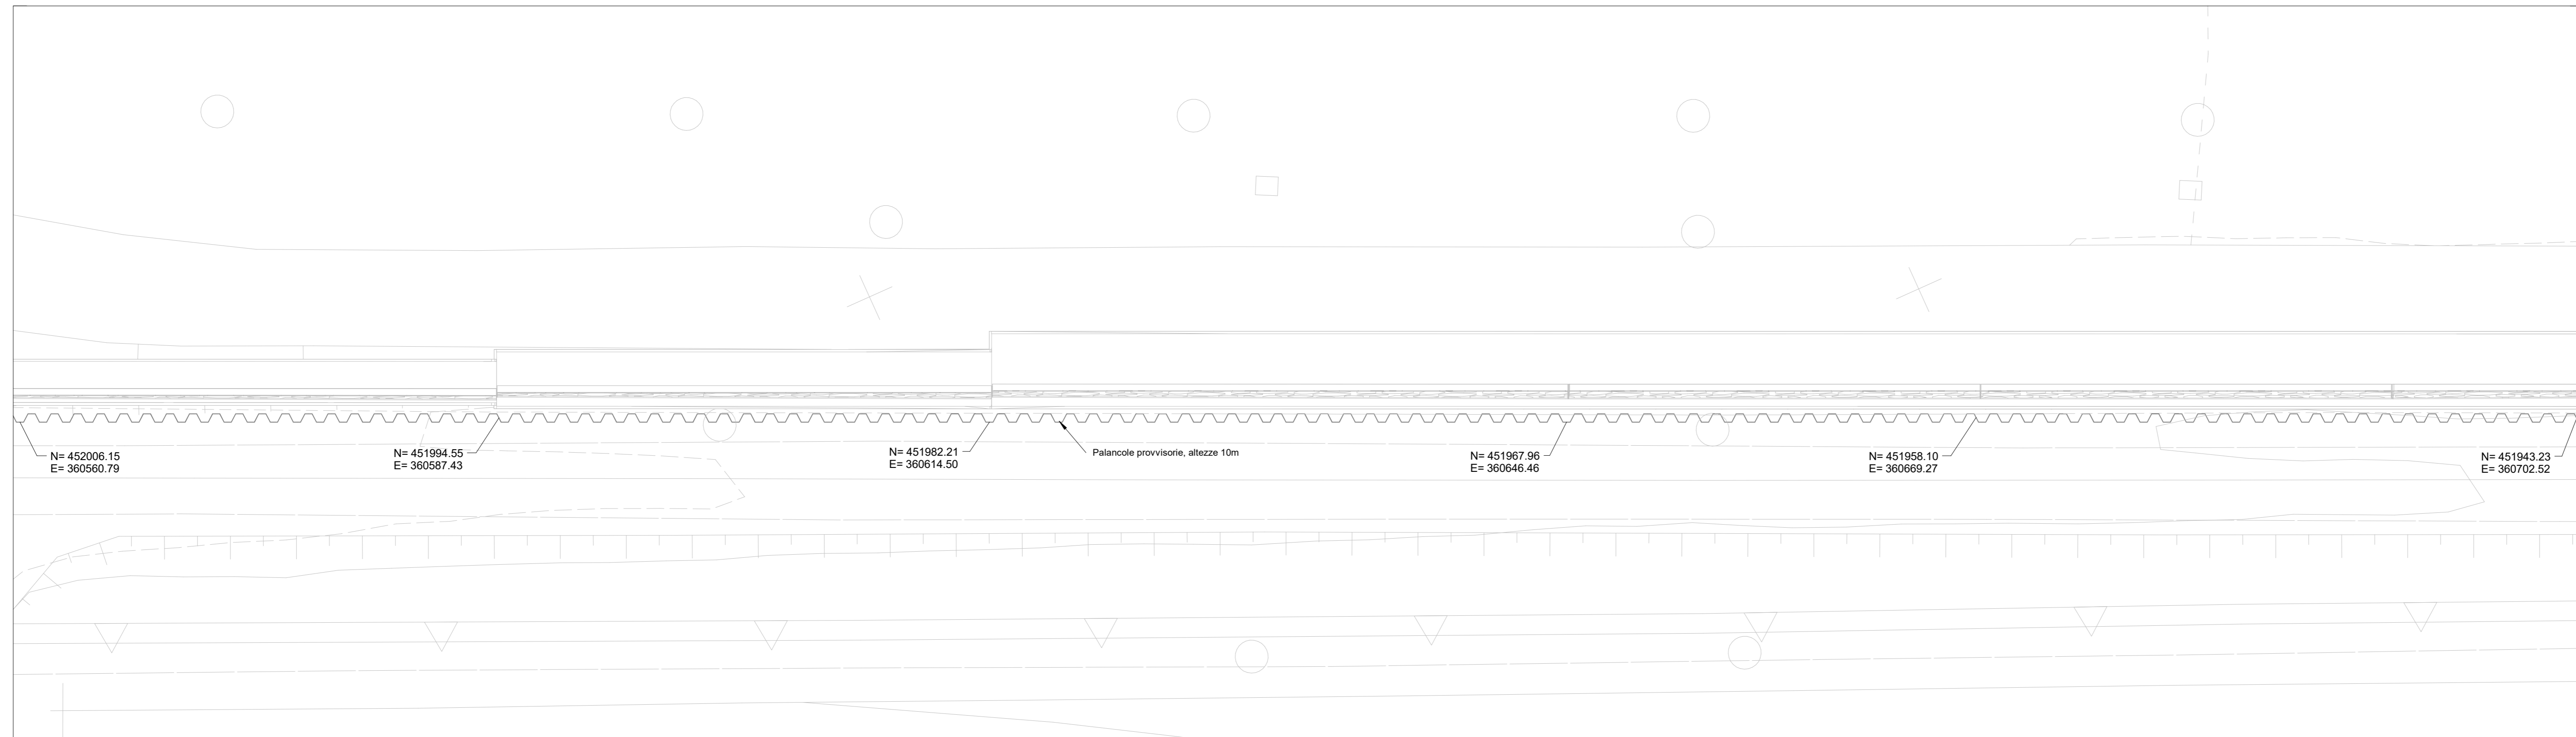 N= 452006.15
E= 360560.79
N= 451994.55
E= 360587.43
N= 451982.21
E= 360614.50
Palancole provvisorie, altezze 10m
N= 451967.96
E= 360646.46
N= 451958.10
E= 360669.27
N= 451943.23
E= 360702.52